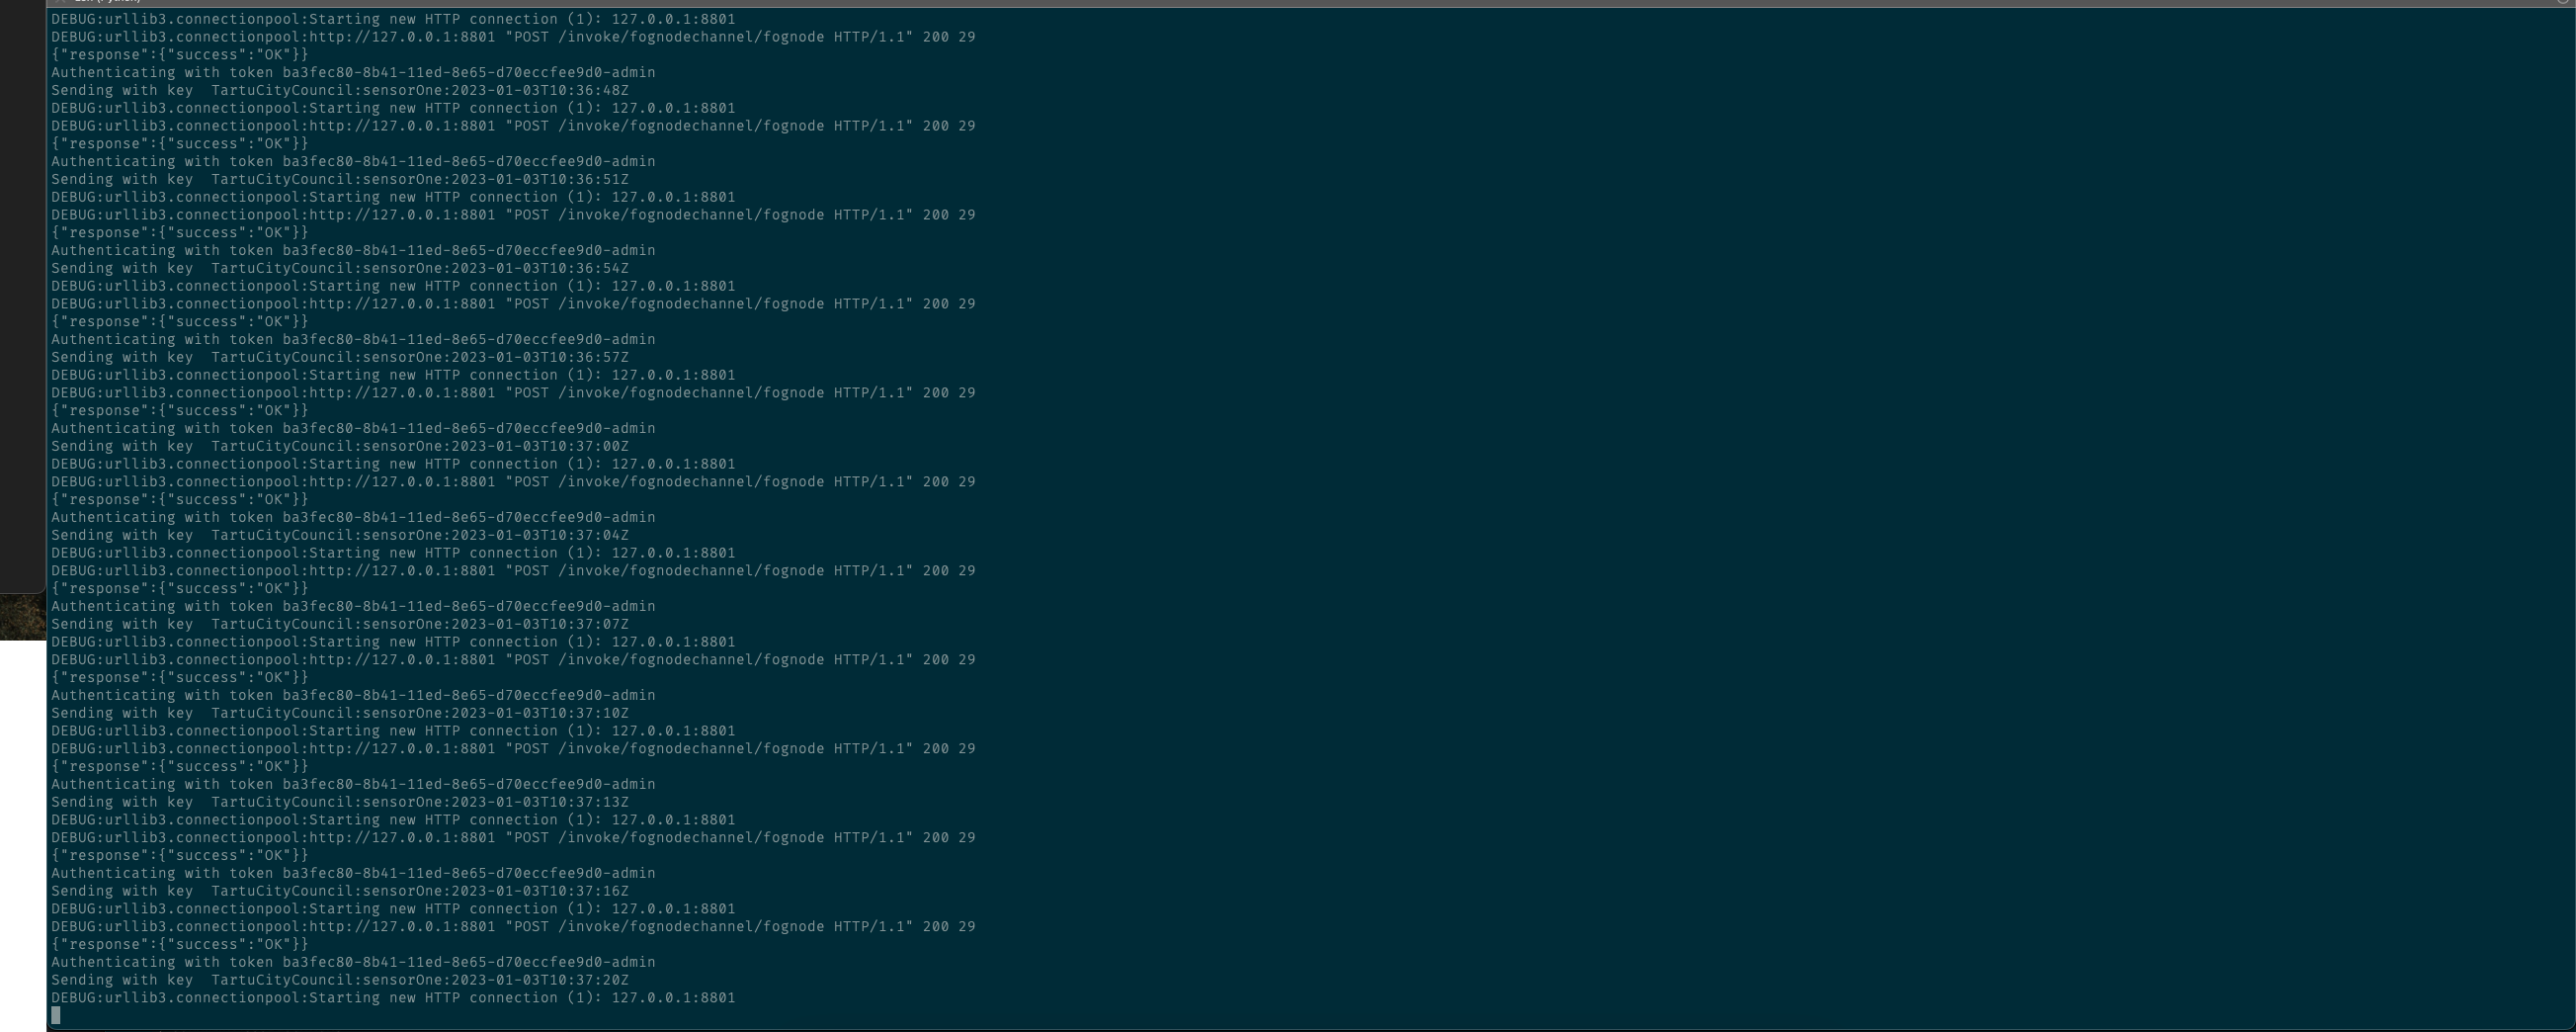 DEBUG:urllib3.connectionpool:Starting new HTTP connection (1): 127.0.0.1:8801
DEBUG:urllib3.connectionpool:http://127.0.0.1:8801 "POST /invoke/fognodechannel/fognode HTTP/1.1" 200 29
{"response":{"success":"OK"}}
Authenticating with token ba3fec80-8b41-11ed-8e65-d70eccfee9d0-admin
Sending with key  TartuCityCouncil:sensorOne:2023-01-03T10:36:48Z
DEBUG:urllib3.connectionpool:Starting new HTTP connection (1): 127.0.0.1:8801
DEBUG:urllib3.connectionpool:http://127.0.0.1:8801 "POST /invoke/fognodechannel/fognode HTTP/1.1" 200 29
{"response":{"success":"OK"}}
Authenticating with token ba3fec80-8b41-11ed-8e65-d70eccfee9d0-admin
Sending with key  TartuCityCouncil:sensorOne:2023-01-03T10:36:51Z
DEBUG:urllib3.connectionpool:Starting new HTTP connection (1): 127.0.0.1:8801
DEBUG:urllib3.connectionpool:http://127.0.0.1:8801 "POST /invoke/fognodechannel/fognode HTTP/1.1" 200 29
{"response":{"success":"OK"}}
Authenticating with token ba3fec80-8b41-11ed-8e65-d70eccfee9d0-admin
Sending with key  TartuCityCouncil:sensorOne:2023-01-03T10:36:54Z
DEBUG:urllib3.connectionpool:Starting new HTTP connection (1): 127.0.0.1:8801
DEBUG:urllib3.connectionpool:http://127.0.0.1:8801 "POST /invoke/fognodechannel/fognode HTTP/1.1" 200 29
{"response":{"success":"OK"}}
Authenticating with token ba3fec80-8b41-11ed-8e65-d70eccfee9d0-admin
Sending with key  TartuCityCouncil:sensorOne:2023-01-03T10:36:57Z
DEBUG:urllib3.connectionpool:Starting new HTTP connection (1): 127.0.0.1:8801
DEBUG:urllib3.connectionpool:http://127.0.0.1:8801 "POST /invoke/fognodechannel/fognode HTTP/1.1" 200 29
{"response":{"success":"OK"}}
Authenticating with token ba3fec80-8b41-11ed-8e65-d70eccfee9d0-admin
Sending with key  TartuCityCouncil:sensorOne:2023-01-03T10:37:00Z
DEBUG:urllib3.connectionpool:Starting new HTTP connection (1): 127.0.0.1:8801
DEBUG:urllib3.connectionpool:http://127.0.0.1:8801 "POST /invoke/fognodechannel/fognode HTTP/1.1" 200 29
{"response":{"success":"OK"}}
Authenticating with token ba3fec80-8b41-11ed-8e65-d70eccfee9d0-admin
Sending with key  TartuCityCouncil:sensorOne:2023-01-03T10:37:04Z
DEBUG:urllib3.connectionpool:Starting new HTTP connection (1): 127.0.0.1:8801
DEBUG:urllib3.connectionpool:http://127.0.0.1:8801 "POST /invoke/fognodechannel/fognode HTTP/1.1" 200 29
{"response":{"success":"OK"}}
Authenticating with token ba3fec80-8b41-11ed-8e65-d70eccfee9d0-admin
Sending with key  TartuCityCouncil:sensorOne:2023-01-03T10:37:07Z
DEBUG:urllib3.connectionpool:Starting new HTTP connection (1): 127.0.0.1:8801
DEBUG:urllib3.connectionpool:http://127.0.0.1:8801 "POST /invoke/fognodechannel/fognode HTTP/1.1" 200 29
{"response":{"success":"OK"}}
Authenticating with token ba3fec80-8b41-11ed-8e65-d70eccfee9d0-admin
Sending with key  TartuCityCouncil:sensorOne:2023-01-03T10:37:10Z
DEBUG:urllib3.connectionpool:Starting new HTTP connection (1): 127.0.0.1:8801
DEBUG:urllib3.connectionpool:http://127.0.0.1:8801 "POST /invoke/fognodechannel/fognode HTTP/1.1" 200 29
{"response":{"success":"OK"}}
Authenticating with token ba3fec80-8b41-11ed-8e65-d70eccfee9d0-admin
Sending with key  TartuCityCouncil:sensorOne:2023-01-03T10:37:13Z
DEBUG:urllib3.connectionpool:Starting new HTTP connection (1): 127.0.0.1:8801
DEBUG:urllib3.connectionpool:http://127.0.0.1:8801 "POST /invoke/fognodechannel/fognode HTTP/1.1" 200 29
{"response":{"success":"OK"}}
Authenticating with token ba3fec80-8b41-11ed-8e65-d70eccfee9d0-admin
Sending with key  TartuCityCouncil:sensorOne:2023-01-03T10:37:16Z
DEBUG:urllib3.connectionpool:Starting new HTTP connection (1): 127.0.0.1:8801
DEBUG:urllib3.connectionpool:http://127.0.0.1:8801 "POST /invoke/fognodechannel/fognode HTTP/1.1" 200 29
{"response":{"success":"OK"}}
Authenticating with token ba3fec80-8b41-11ed-8e65-d70eccfee9d0-admin
Sending with key  TartuCityCouncil:sensorOne:2023-01-03T10:37:20Z
DEBUG:urllib3.connectionpool:Starting new HTTP connection (1): 127.0.0.1:8801